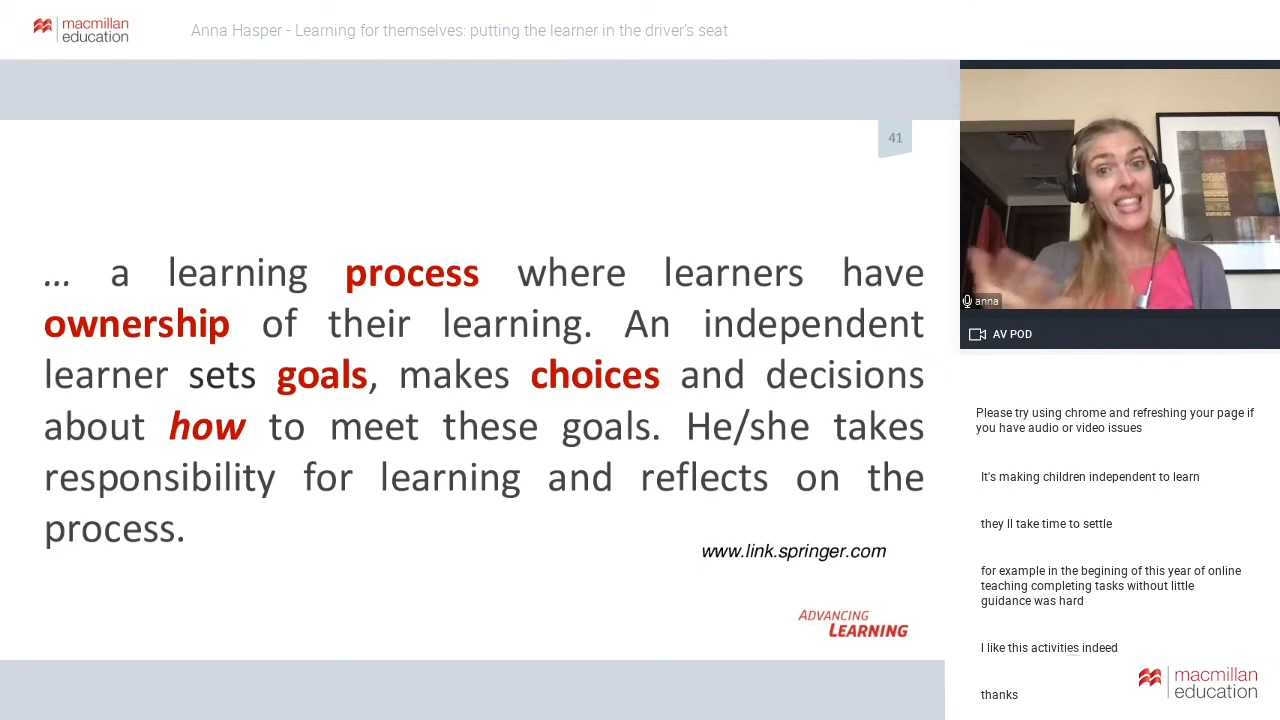 macmillan
education
Anna Hasper - Learning for themselves: putting the learner in the driver's seat
41
... a learning process where learners have
ownership of their learning. An independent
learner sets goals, makes choices and decisions
about how to meet these goals. He/she takes
responsibility for learning and reflects on the
process.
www.link.springer.com
ADVANCING
LEARNING
anna
AV POD
Please try using chrome and refreshing your page if
you have audio or video issues
It's making children independent to learn
they ll take time to settle
for example in the begining of this year of online
teaching completing tasks without little
guidance was hard
I like this activities indeed
thanks
macmillan
education